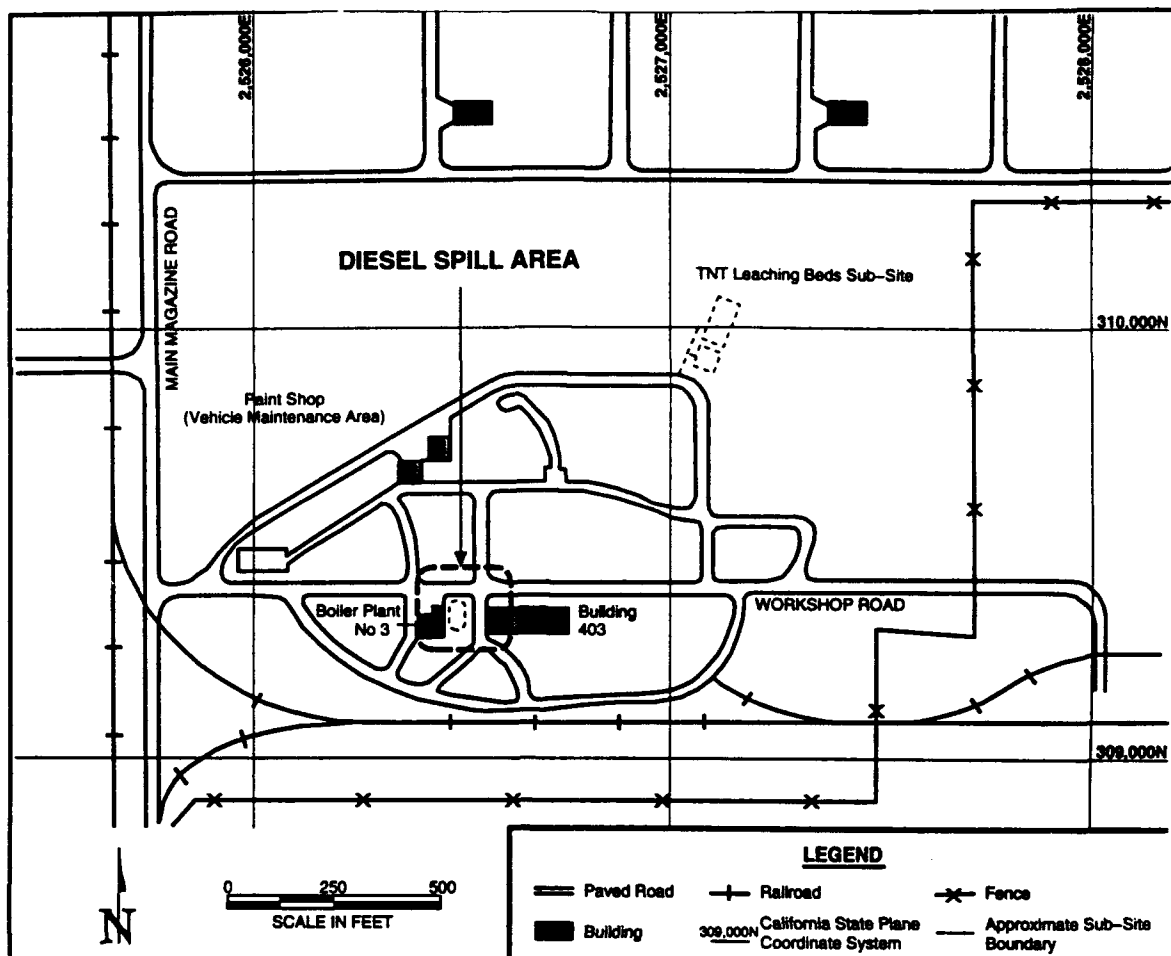 2,526,000E
2,527,000E
2,528,000E
MAIN MAGAZINE ROAD
DIESEL SPILL AREA
TNT Leaching Beds Sub-Site
310,000N
Paint Shop
(Vehicle Maintenance Area)
Boiler Plant
No 3
Building
403
WORKSHOP ROAD
309,000N
N
0 250 500
SCALE IN FEET
LEGEND
Paved Road
Railroad
Fence
Building
309,000N California State Plane
Coordinate System
Approximate Sub-Site
Boundary